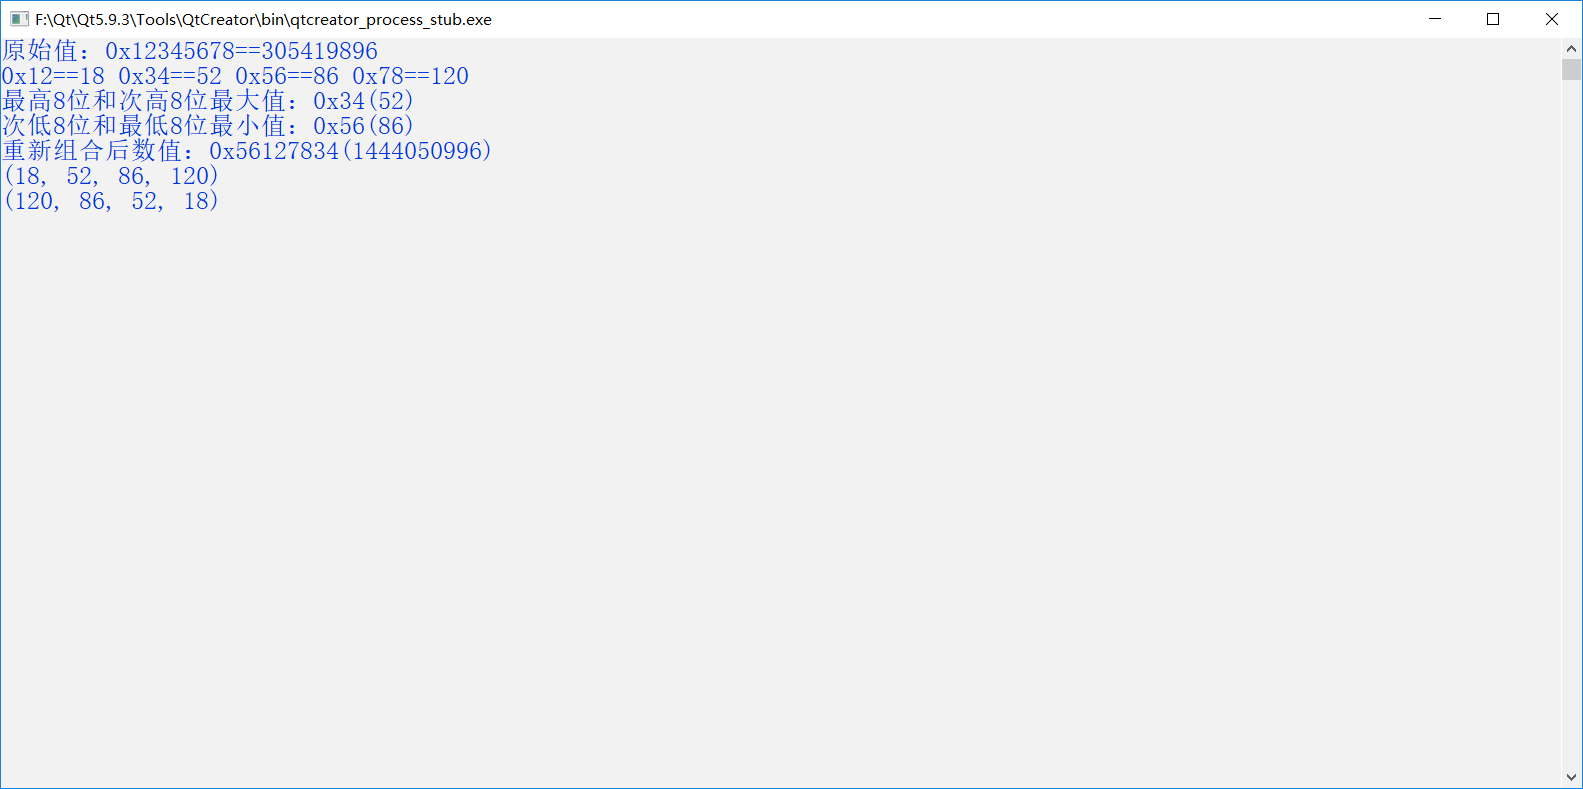 F:\Qt\Qt5.9.3\Tools\QtCreator\bin\qtcreator_process_stub.exe
原始值：0x12345678==305419896
0x12==18 0x34==52 0x56==86 0x78==120
最高8位和次高8位最大值：0x34(52)
次低8位和最低8位最小值：0x56(86)
重新组合后数值：0x56127834(1444050996)
(18, 52, 86, 120)
(120, 86, 52, 18)